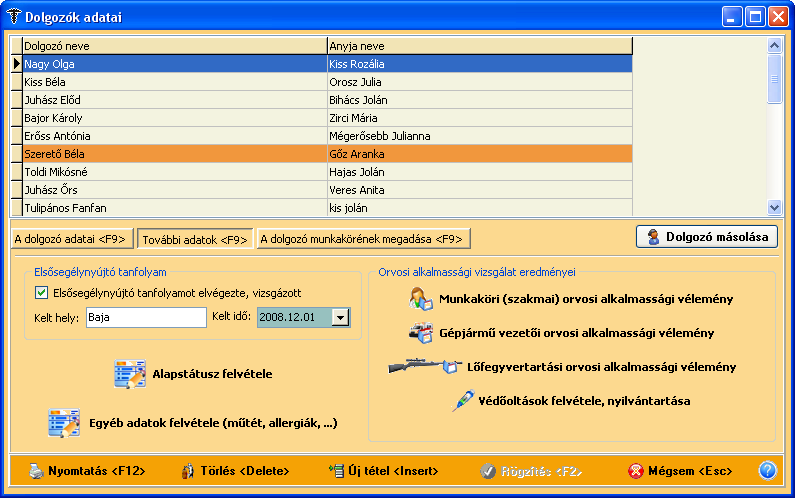 Dolgozók adatai
Dolgozó neve Anyja neve
Nagy Olga Kiss Rozália
Kiss Béla Orosz Julia
Juhász Előd Bihács Jolán
Bajor Károly Zirci Mária
Erőss Antónia Mégerősebb Julianna
Szerető Béla Gőz Aranka
Toldi Mikósné Hajas Jolán
Juhász Örs Veres Anita
Tulipános Fanfan kis jolán
A dolgozó adatai <F9> További adatok <F9> A dolgozó munkakörének megadása <F9> Dolgozó másolása
Elsősegélynyújtó tanfolyam
Elsősegélynyújtó tanfolyamot elvégezte, vizsgázott
Kelt hely: Baja Kelt idő: 2008.12.01
Alapstátusz felvétele
Egyéb adatok felvétele (műtét, allergiák, ...)
Orvosi alkalmassági vizsgálat eredményei
Munkaköri (szakmai) orvosi alkalmassági vélemény
Gépjármű vezetői orvosi alkalmassági vélemény
Lőfegyvertartási orvosi alkalmassági vélemény
Védőoltások felvétele, nyilvántartása
Nyomtatás <F12> Törlés <Delete> Új tétel <Insert> Rögzítés <F2> Mégsem <Esc> ?